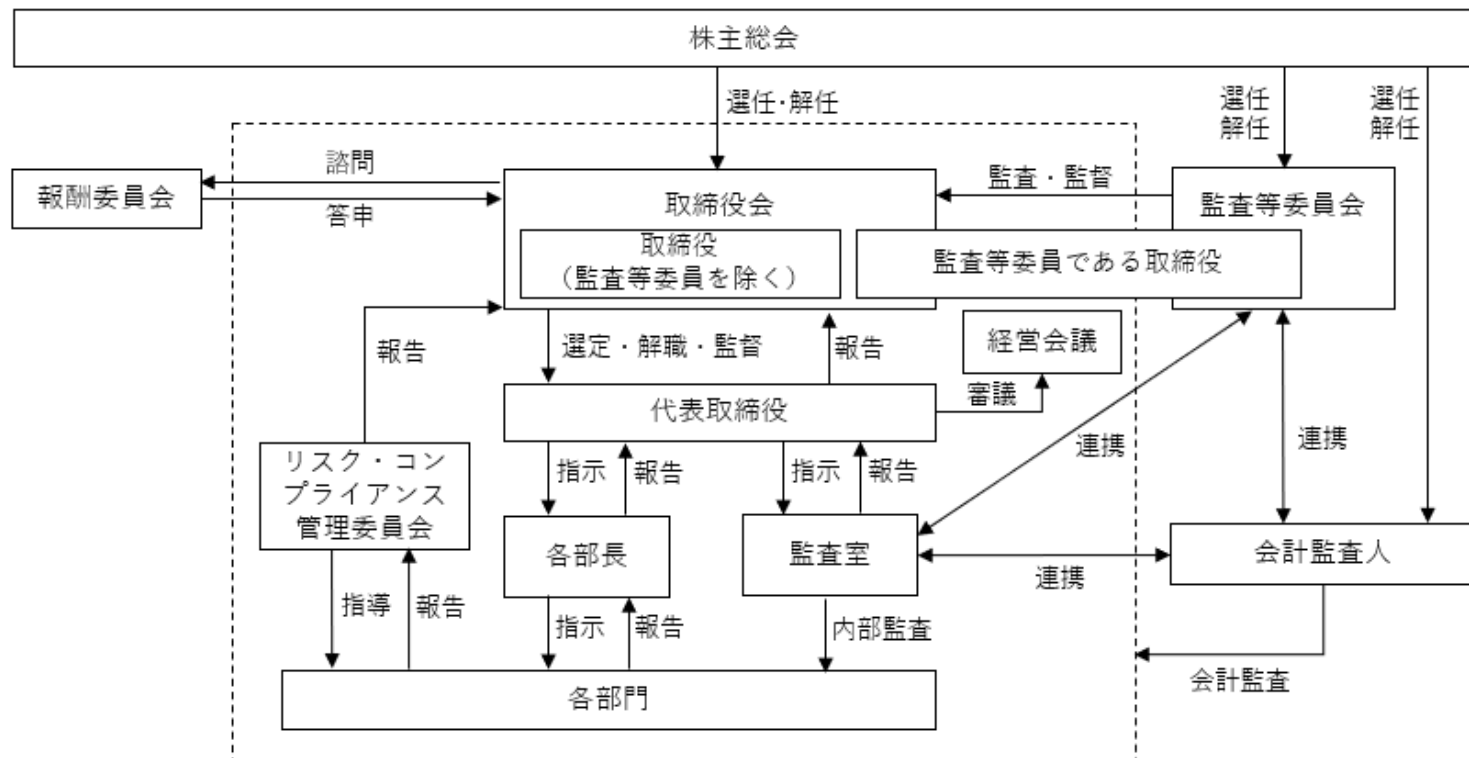 株主総会
選任・解任
選任
解任
選任
解任
諮問
報酬委員会
答申
取締役会
監査・監督
監査等委員会
取締役
（監査等委員を除く）
監査等委員である取締役
報告
選定・解職・監督
報告
経営会議
代表取締役
審議
リスク・コン
プライアンス
管理委員会
指示
報告
指示
報告
連携
連携
各部長
監査室
連携
会計監査人
指導
報告
指示
報告
内部監査
会計監査
各部門